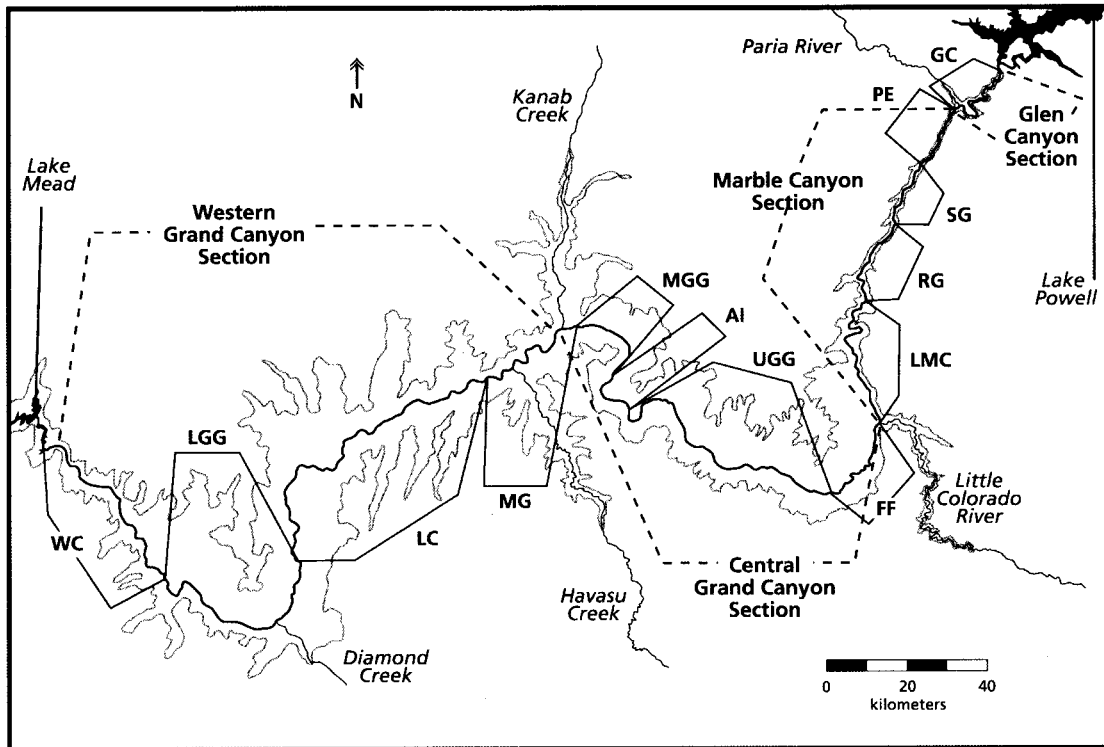 Paria River
GC
N
Kanab
Creek
PE
Glen
Canyon
Section
Lake
Mead
Marble Canyon
Section
Western
Grand Canyon
Section
SG
MGG
RG
Lake
Powell
AI
UGG
LMC
LGG
MG
Little
Colorado
River
FF
WC
LC
Central
Grand Canyon
Section
Havasu
Creek
Diamond
Creek
0 20 40
kilometers